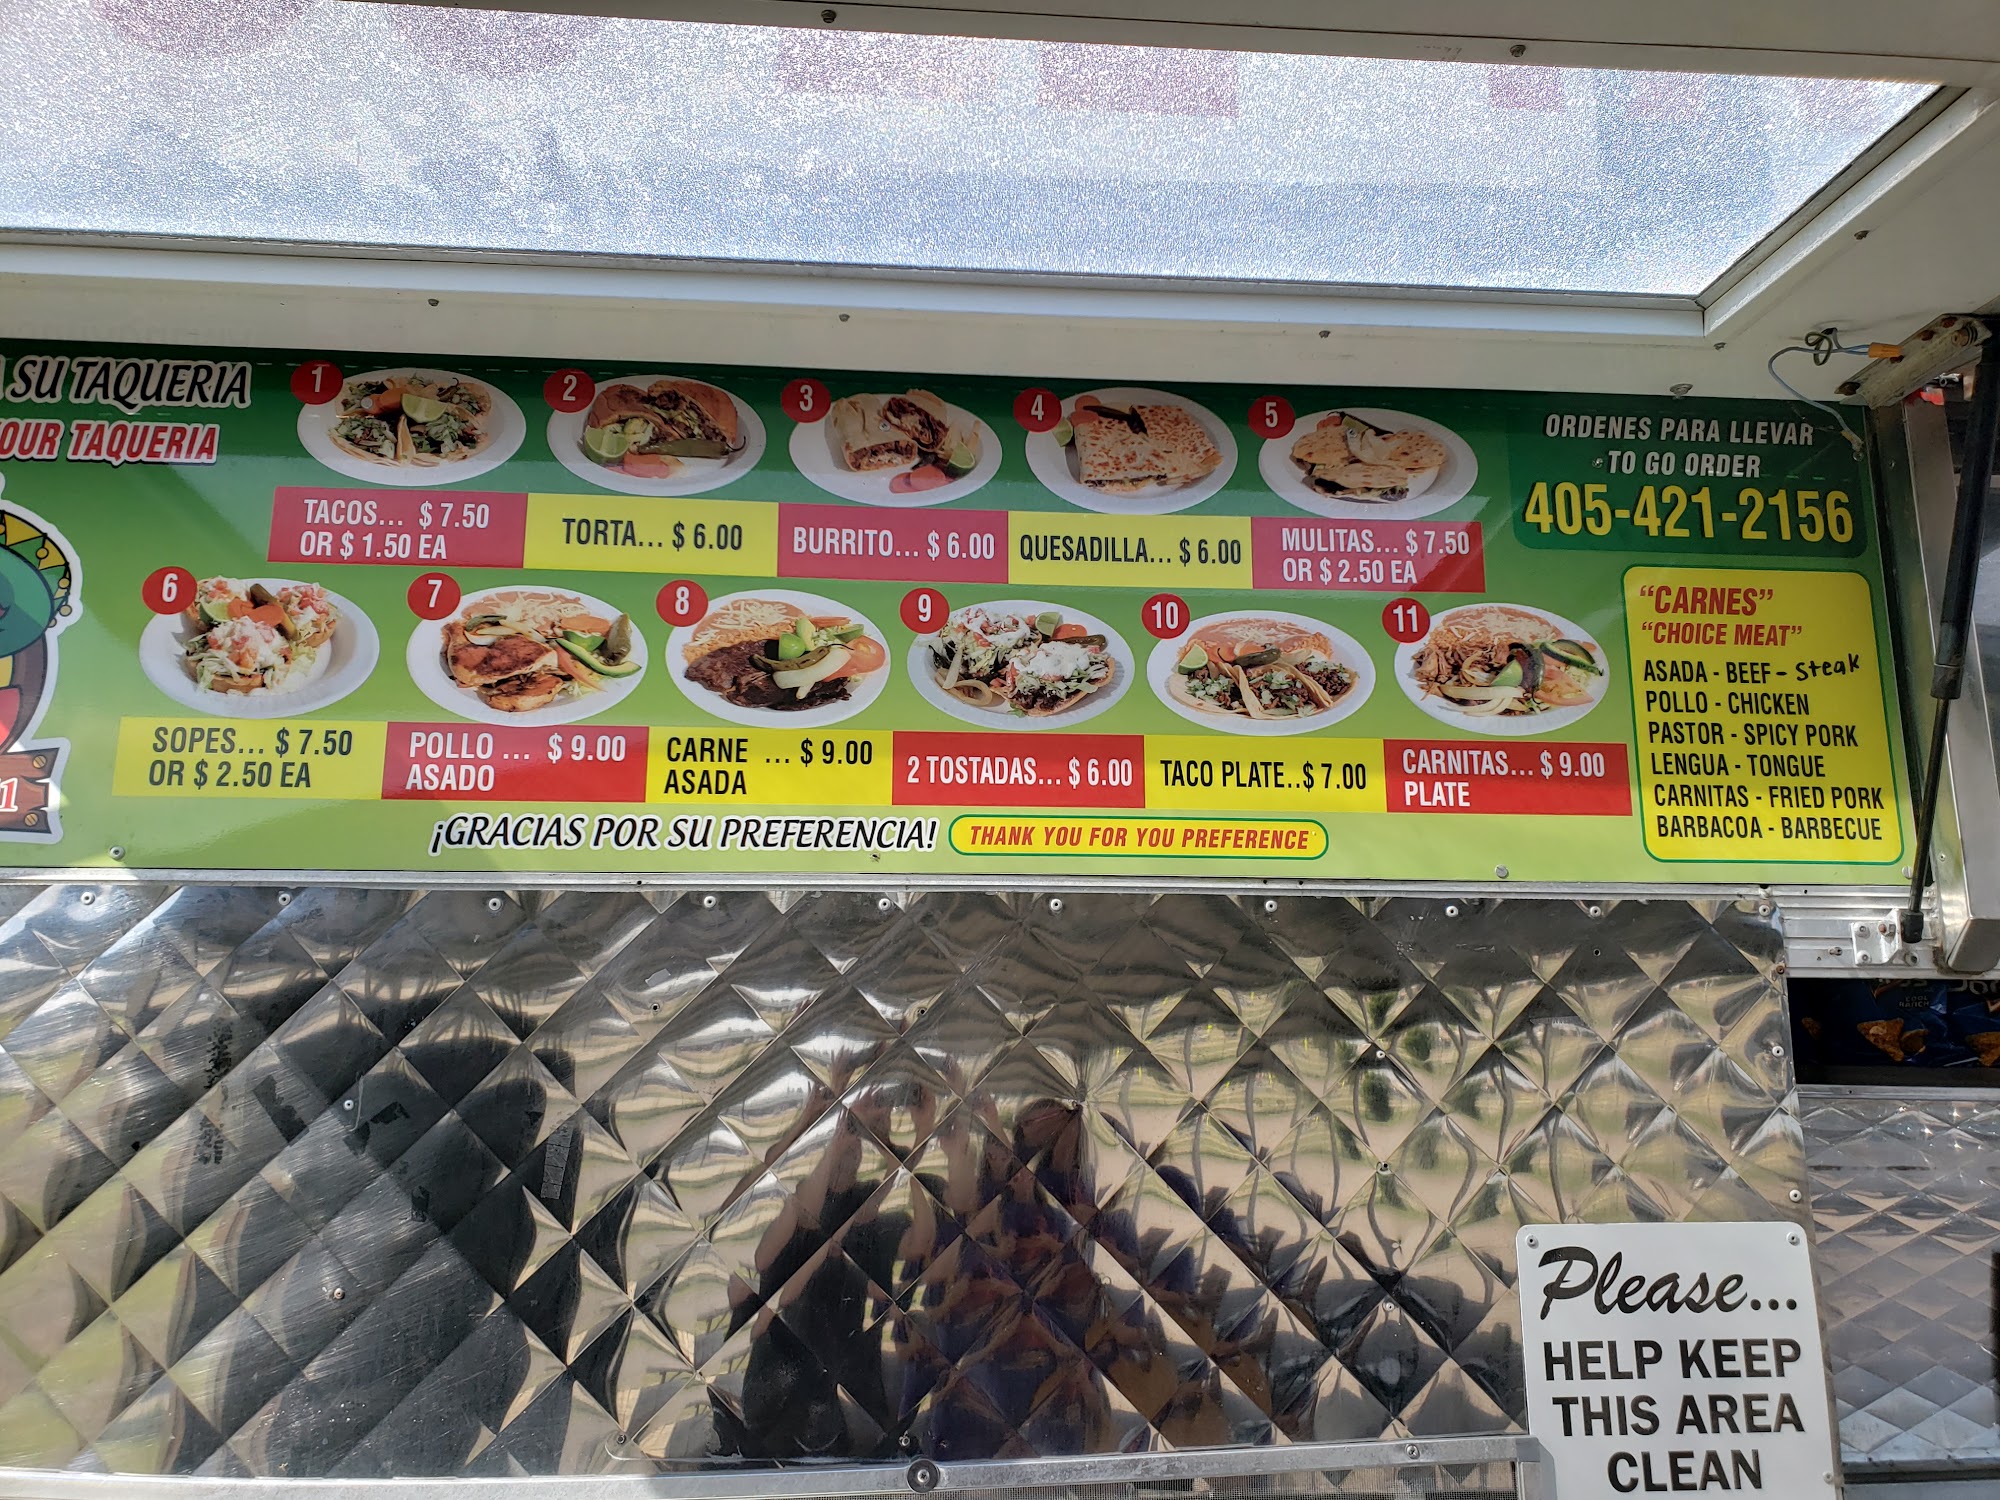 SU TAQUERIA
OUR TAQUERIA
1
2
3
4
5
TACOS... $ 7.50
OR $ 1.50 EA
TORTA... $ 6.00
BURRITO... $ 6.00
QUESADILLA... $ 6.00
MULITAS... $ 7.50
OR $ 2.50 EA
ORDENES PARA LLEVAR
TO GO ORDER
405-421-2156
6
7
8
9
10
11
SOPES... $ 7.50
OR $ 2.50 EA
POLLO ... $ 9.00
ASADO
CARNE ... $ 9.00
ASADA
2 TOSTADAS... $ 6.00
TACO PLATE..$ 7.00
CARNITAS... $ 9.00
PLATE
"CARNES"
"CHOICE MEAT"
ASADA - BEEF - Steak
POLLO - CHICKEN
PASTOR - SPICY PORK
LENGUA - TONGUE
CARNITAS - FRIED PORK
BARBACOA - BARBECUE
1
¡GRACIAS POR SU PREFERENCIA!
THANK YOU FOR YOU PREFERENCE
COOL
RANCH
Please...
HELP KEEP
THIS AREA
CLEAN